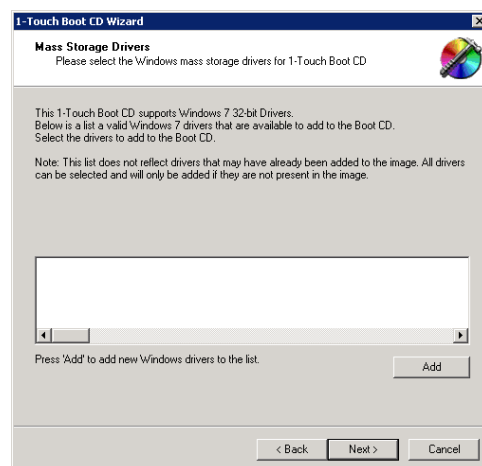 1-Touch Boot CD Wizard
Mass Storage Drivers
Please select the Windows mass storage drivers for 1-Touch Boot CD
This 1-Touch Boot CD supports Windows 7 32-bit Drivers.
Below is a list a valid Windows 7 drivers that are available to add to the Boot CD.
Select the drivers to add to the Boot CD.
Note: This list does not reflect drivers that may have already been added to the image. All drivers
can be selected and will only be added if they are not present in the image.
Press 'Add' to add new Windows drivers to the list.
Add
< Back Next > Cancel